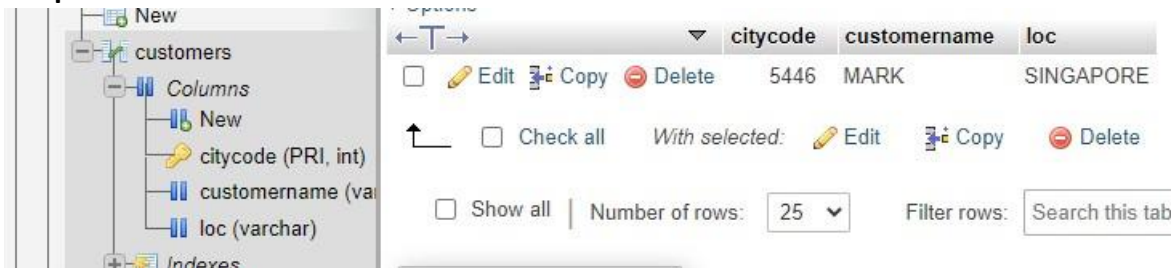 New
customers
Columns
New
citycode (PRI, int)
customername (va
loc (varchar)
Indexes
Options
citycode customername loc
Edit Copy Delete 5446 MARK SINGAPORE
Check all With selected: Edit Copy Delete
Show all Number of rows: 25 Filter rows: Search this tab